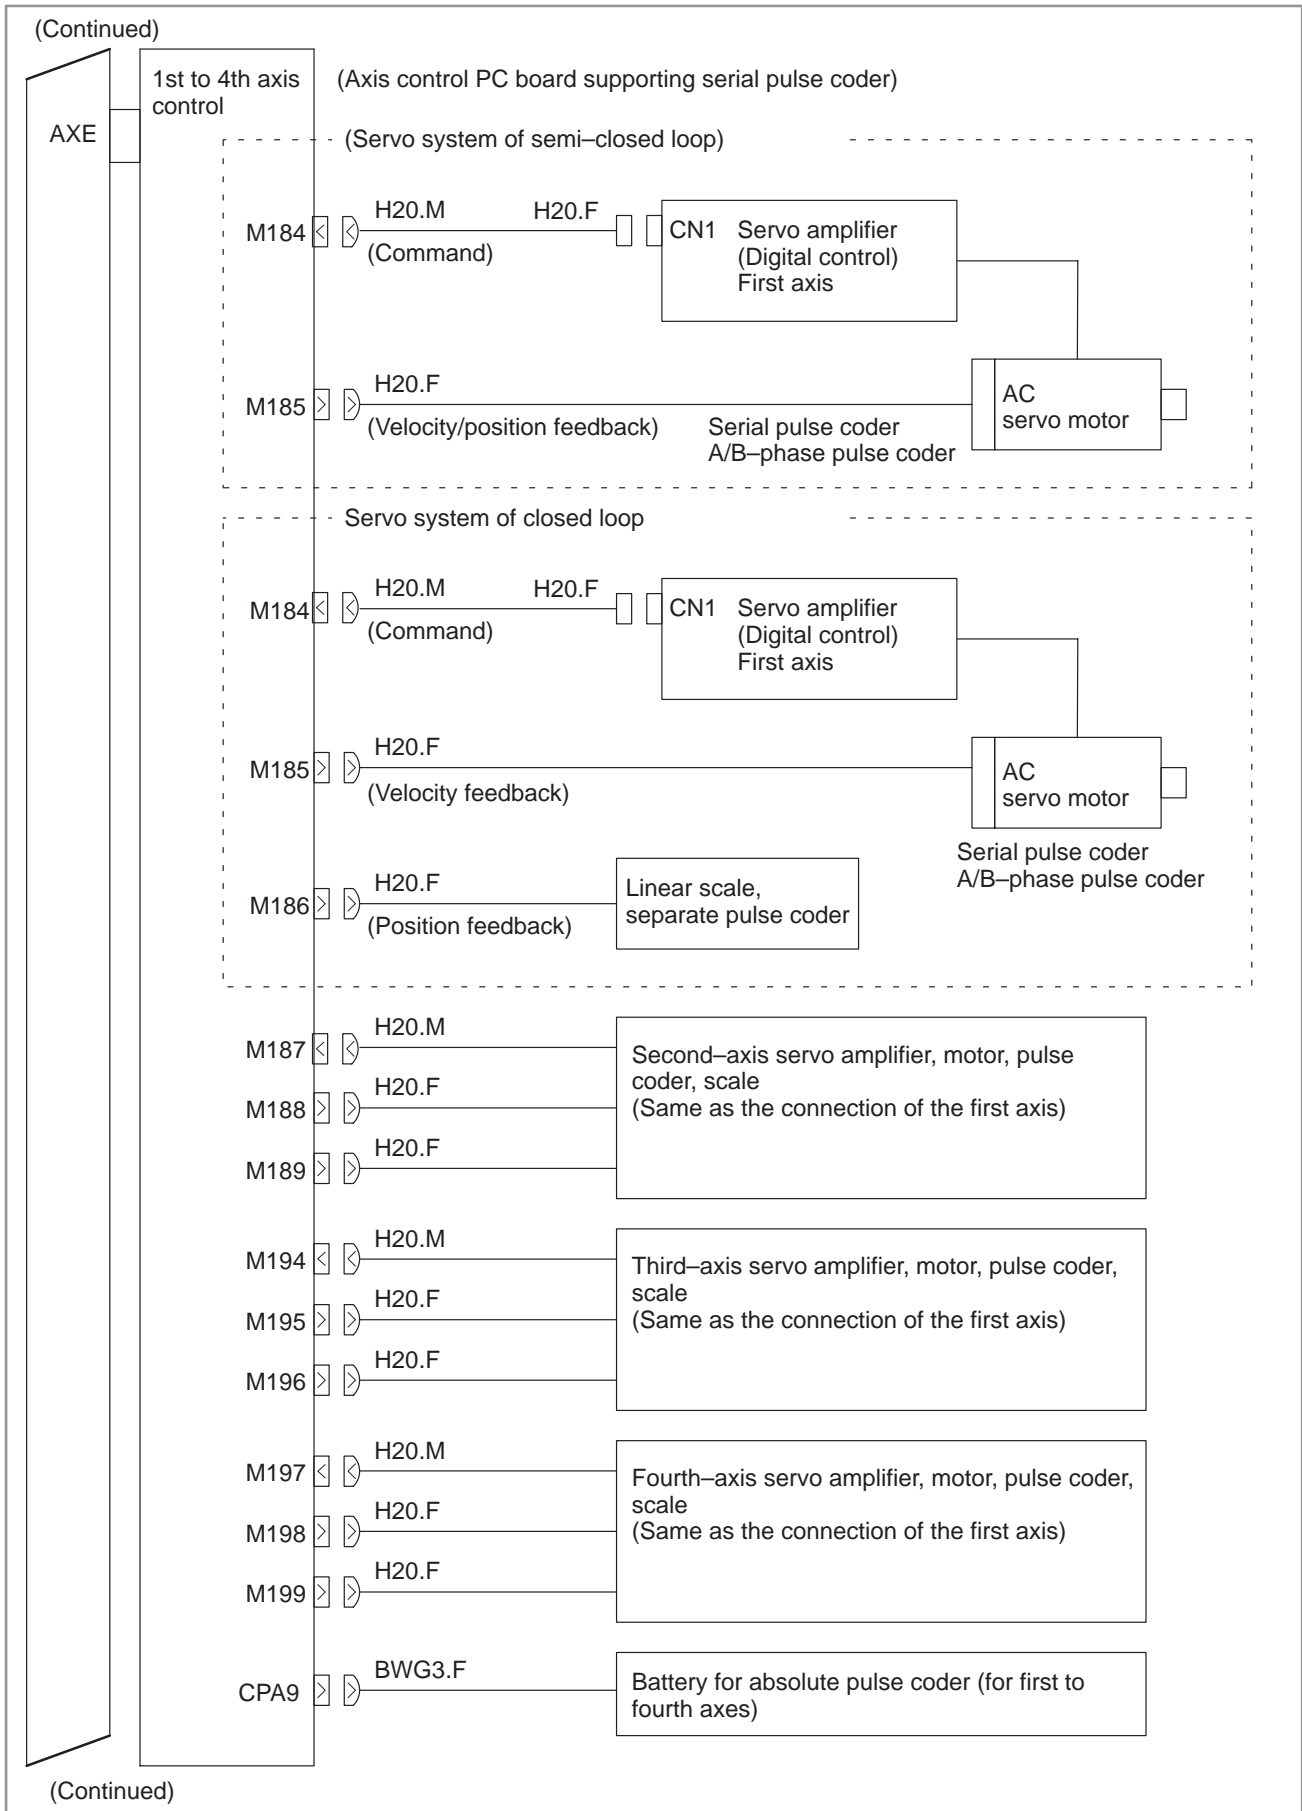 (Continued)
1st to 4th axis
control
(Axis control PC board supporting serial pulse coder)
AXE
(Servo system of semi–closed loop)
M184
H20.M
H20.F
(Command)
CN1
Servo amplifier
(Digital control)
First axis
M185
H20.F
(Velocity/position feedback)
Serial pulse coder
A/B–phase pulse coder
AC
servo motor
Servo system of closed loop
M184
H20.M
H20.F
(Command)
CN1
Servo amplifier
(Digital control)
First axis
M185
H20.F
(Velocity feedback)
AC
servo motor
Serial pulse coder
A/B–phase pulse coder
M186
H20.F
(Position feedback)
Linear scale,
separate pulse coder
M187
H20.M
M188
H20.F
M189
H20.F
Second–axis servo amplifier, motor, pulse
coder, scale
(Same as the connection of the first axis)
M194
H20.M
M195
H20.F
M196
H20.F
Third–axis servo amplifier, motor, pulse coder,
scale
(Same as the connection of the first axis)
M197
H20.M
M198
H20.F
M199
H20.F
Fourth–axis servo amplifier, motor, pulse coder,
scale
(Same as the connection of the first axis)
CPA9
BWG3.F
Battery for absolute pulse coder (for first to
fourth axes)
(Continued)